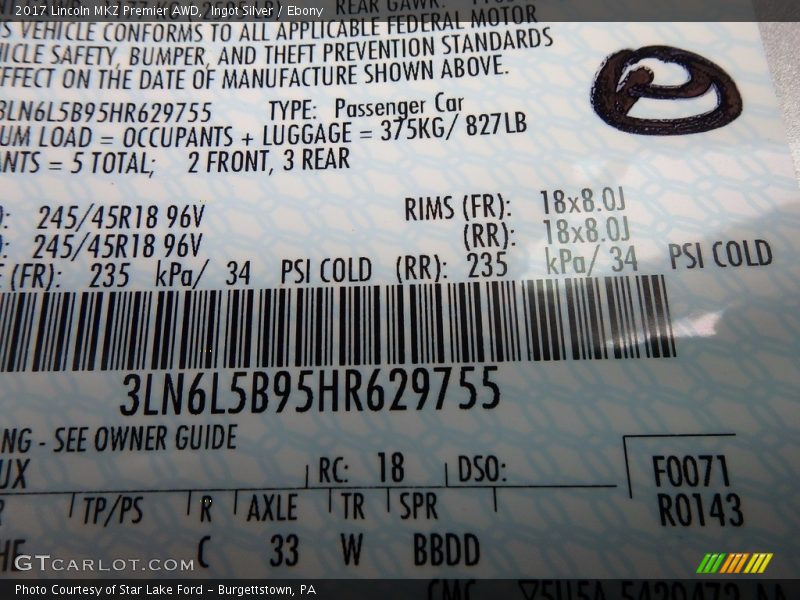 2017 Lincoln MKZ Premier AWD, Ingot Silver / Ebony
REAR GAWR:
S VEHICLE CONFORMS TO ALL APPLICABLE FEDERAL MOTOR
HICLE SAFETY, BUMPER, AND THEFT PREVENTION STANDARDS
FFECT ON THE DATE OF MANUFACTURE SHOWN ABOVE.
3LN6L5B95HR629755 TYPE: Passenger Car
UM LOAD = OCCUPANTS + LUGGAGE = 375KG/ 827LB
ANTS = 5 TOTAL; 2 FRONT, 3 REAR
): 245/45R18 96V RIMS (FR): 18x8.0J
): 245/45R18 96V (RR): 18x8.0J
E (FR): 235 kPa/ 34 PSI COLD (RR): 235 kPa/ 34 PSI COLD
3LN6L5B95HR629755
NG - SEE OWNER GUIDE
UX RC: 18 DSO: F0071
R TP/PS R AXLE TR SPR R0143
HE C 33 W BBDD
GTCARLOT.COM
Photo Courtesy of Star Lake Ford - Burgettstown, PA